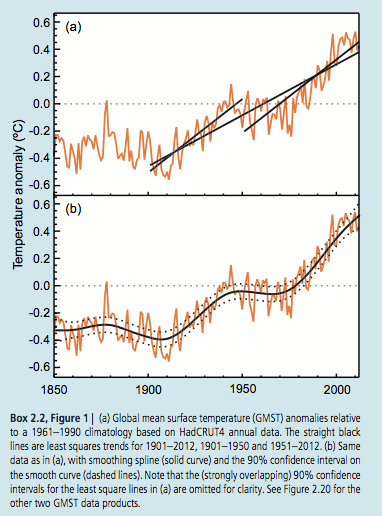 (a)
0.6
0.4
0.2
0.0
-0.2
-0.4
-0.6
Temperature anomaly (ºC)
(b)
0.6
0.4
0.2
0.0
-0.2
-0.4
-0.6
1850 1900 1950 2000
Box 2.2, Figure 1 | (a) Global mean surface temperature (GMST) anomalies relative
to a 1961–1990 climatology based on HadCRUT4 annual data. The straight black
lines are least squares trends for 1901–2012, 1901–1950 and 1951–2012. (b) Same
data as in (a), with smoothing spline (solid curve) and the 90% confidence interval on
the smooth curve (dashed lines). Note that the (strongly overlapping) 90% confidence
intervals for the least square lines in (a) are omitted for clarity. See Figure 2.20 for
the other two GMST data products.